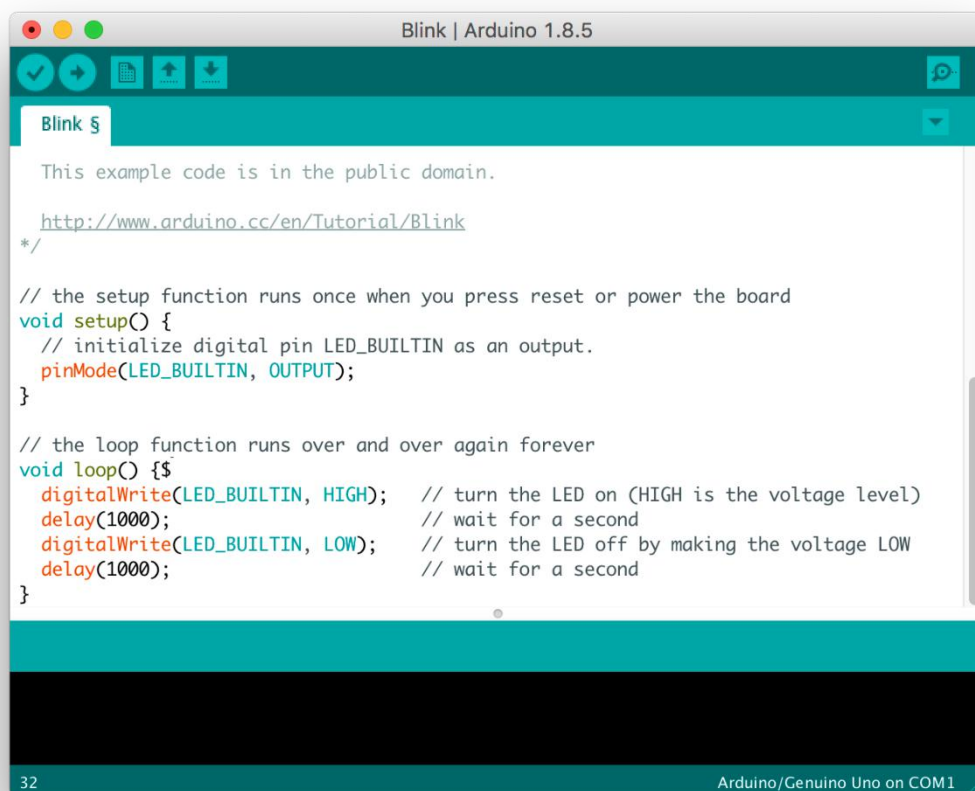 Blink | Arduino 1.8.5
Blink §
This example code is in the public domain.
http://www.arduino.cc/en/Tutorial/Blink
*/
// the setup function runs once when you press reset or power the board
void setup() {
  // initialize digital pin LED_BUILTIN as an output.
  pinMode(LED_BUILTIN, OUTPUT);
}
// the loop function runs over and over again forever
void loop() {$
  digitalWrite(LED_BUILTIN, HIGH);   // turn the LED on (HIGH is the voltage level)
  delay(1000);                       // wait for a second
  digitalWrite(LED_BUILTIN, LOW);    // turn the LED off by making the voltage LOW
  delay(1000);                       // wait for a second
}
32 Arduino/Genuino Uno on COM1